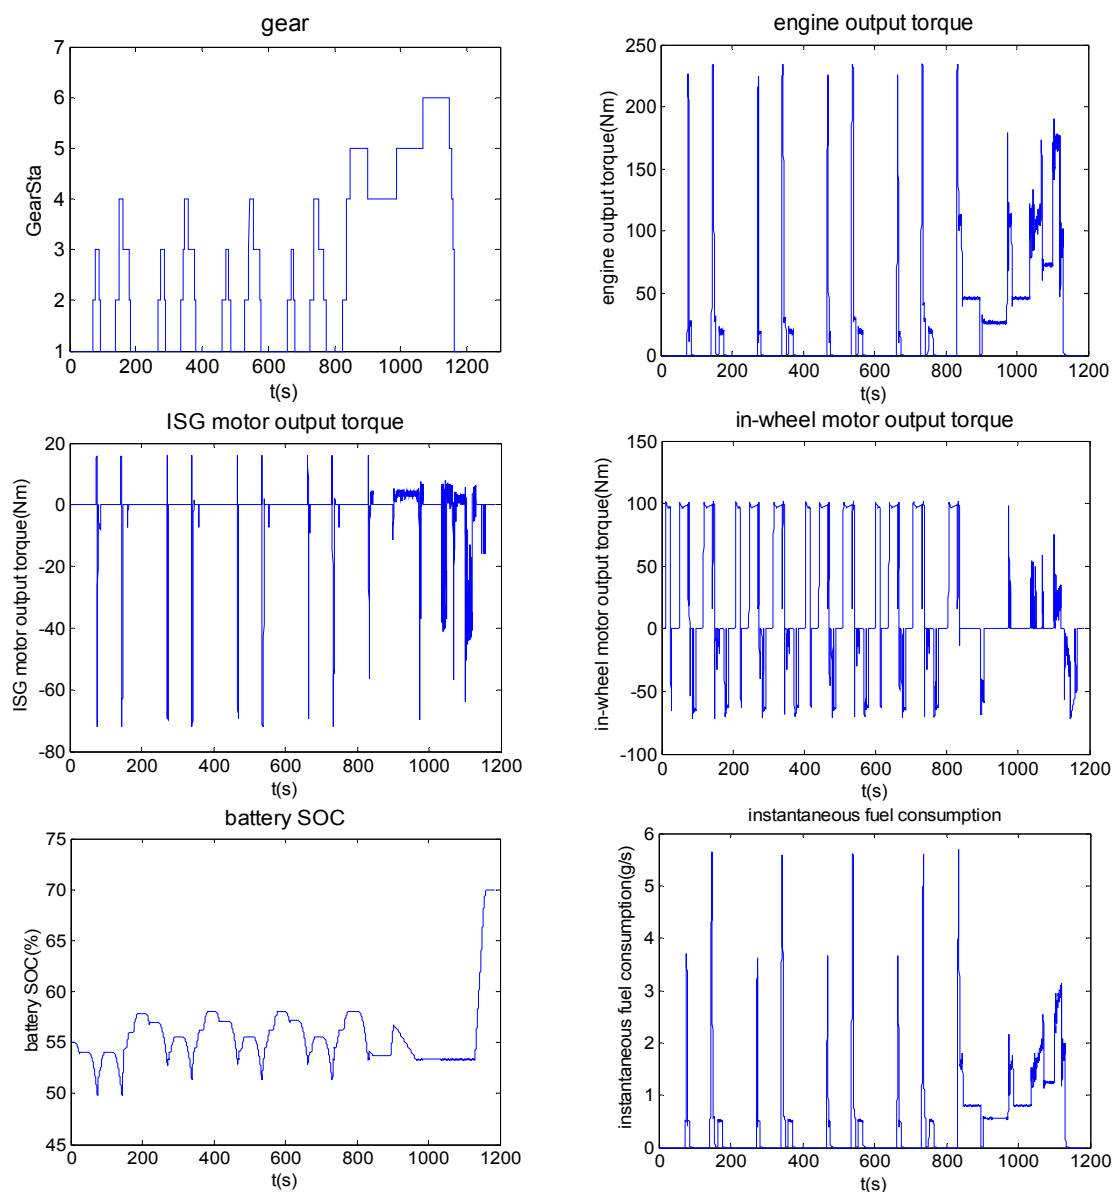 gear
7
6
5
4
3
2
1
GearSta
0 200 400 600 800 1000 1200
t(s)
engine output torque
250
200
150
100
50
0
engine output torque(Nm)
0 200 400 600 800 1000 1200
t(s)
ISG motor output torque
20
0
-20
-40
-60
-80
ISG motor output torque(Nm)
0 200 400 600 800 1000 1200
t(s)
in-wheel motor output torque
150
100
50
0
-50
-100
in-wheel motor output torque(Nm)
0 200 400 600 800 1000 1200
t(s)
battery SOC
75
70
65
60
55
50
45
battery SOC(%)
0 200 400 600 800 1000 1200
t(s)
instantaneous fuel consumption
6
5
4
3
2
1
0
instantaneous fuel consumption(g/s)
0 200 400 600 800 1000 1200
t(s)